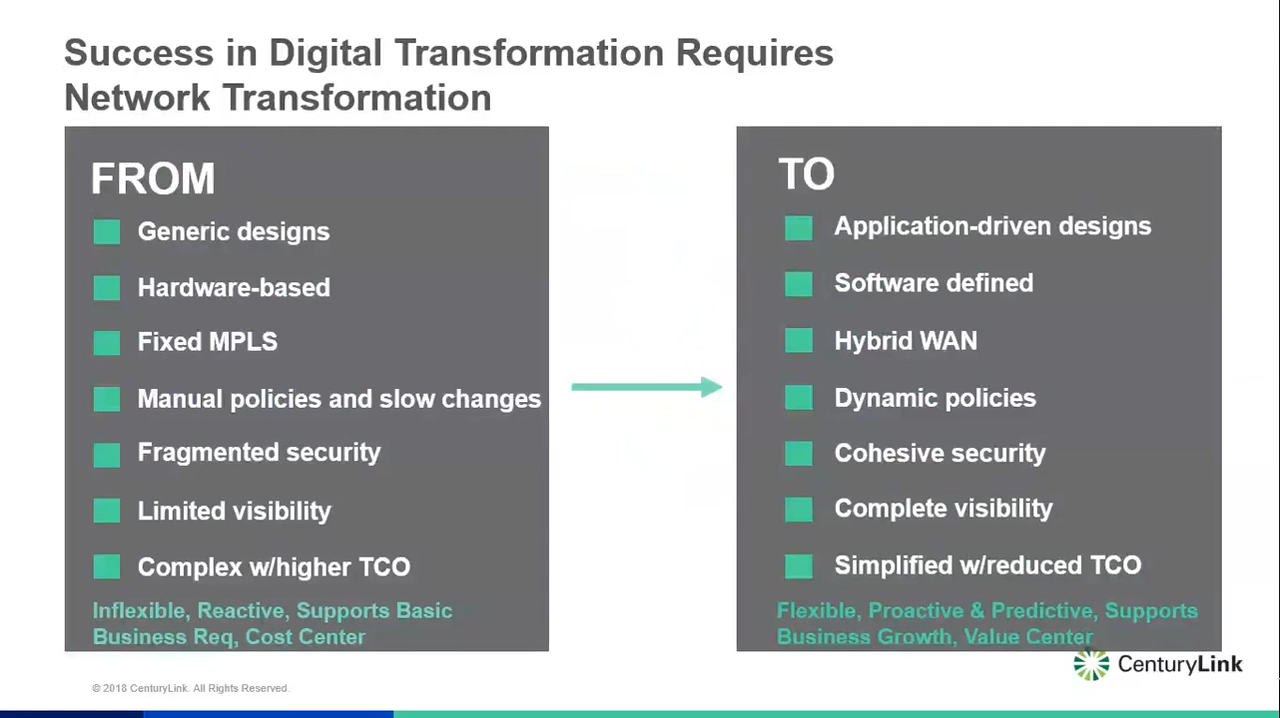 Success in Digital Transformation Requires
Network Transformation
FROM
Generic designs
Hardware-based
Fixed MPLS
Manual policies and slow changes
Fragmented security
Limited visibility
Complex w/higher TCO
Inflexible, Reactive, Supports Basic
Business Req, Cost Center
TO
Application-driven designs
Software defined
Hybrid WAN
Dynamic policies
Cohesive security
Complete visibility
Simplified w/reduced TCO
Flexible, Proactive & Predictive, Supports
Business Growth, Value Center
CenturyLink
© 2018 CenturyLink. All Rights Reserved.